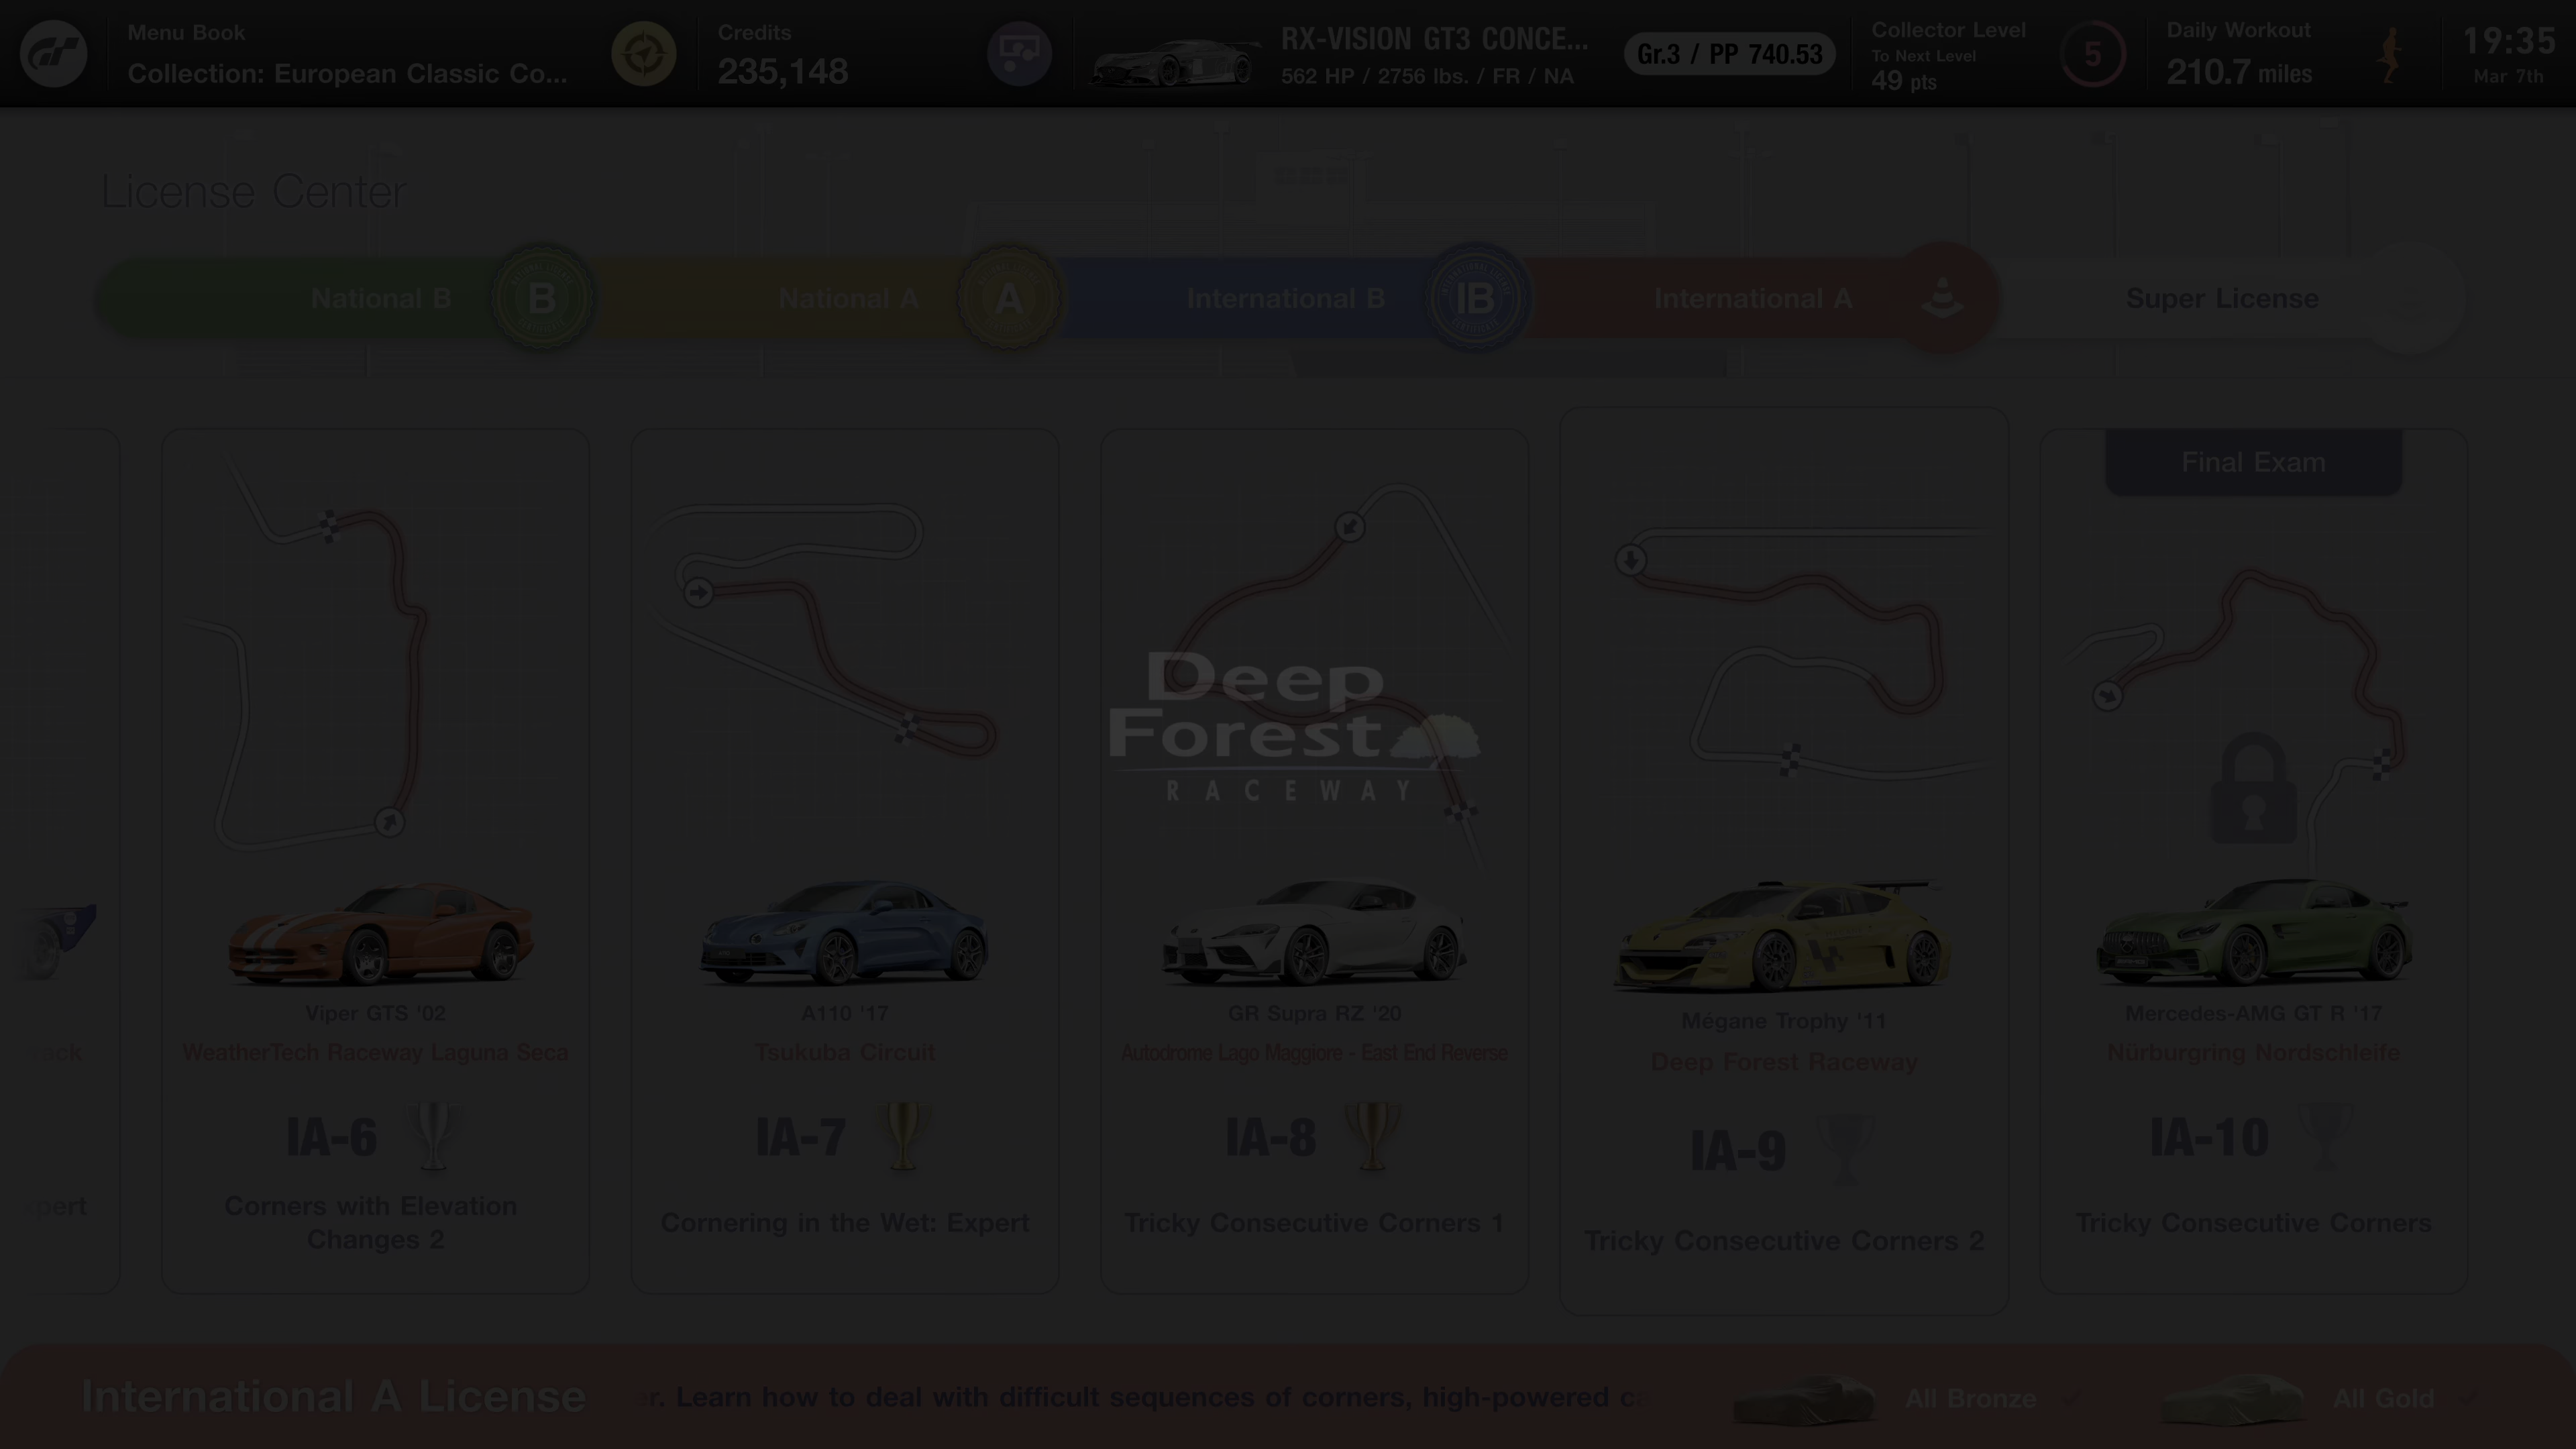 Menu Book
Collection: European Classic Co...
Credits
235,148
RX-VISION GT3 CONCE...
562 HP / 2756 lbs. / FR / NA
Gr.3 / PP 740.53
Collector Level
To Next Level
49 pts
5
Daily Workout
210.7 miles
19:35
Mar 7th
License Center
National B
B
National A
A
International B
IB
International A
Super License
Final Exam
Deep
Forest
RACEWAY
Viper GTS '02
WeatherTech Raceway Laguna Seca
IA-6
Corners with Elevation
Changes 2
A110 '17
Tsukuba Circuit
IA-7
Cornering in the Wet: Expert
GR Supra RZ '20
Autodrome Lago Maggiore - East End Reverse
IA-8
Tricky Consecutive Corners 1
Mégane Trophy '11
Deep Forest Raceway
IA-9
Tricky Consecutive Corners 2
Mercedes-AMG GT R '17
Nürburgring Nordschleife
IA-10
Tricky Consecutive Corners
International A License
er. Learn how to deal with difficult sequences of corners, high-powered c
All Bronze
All Gold